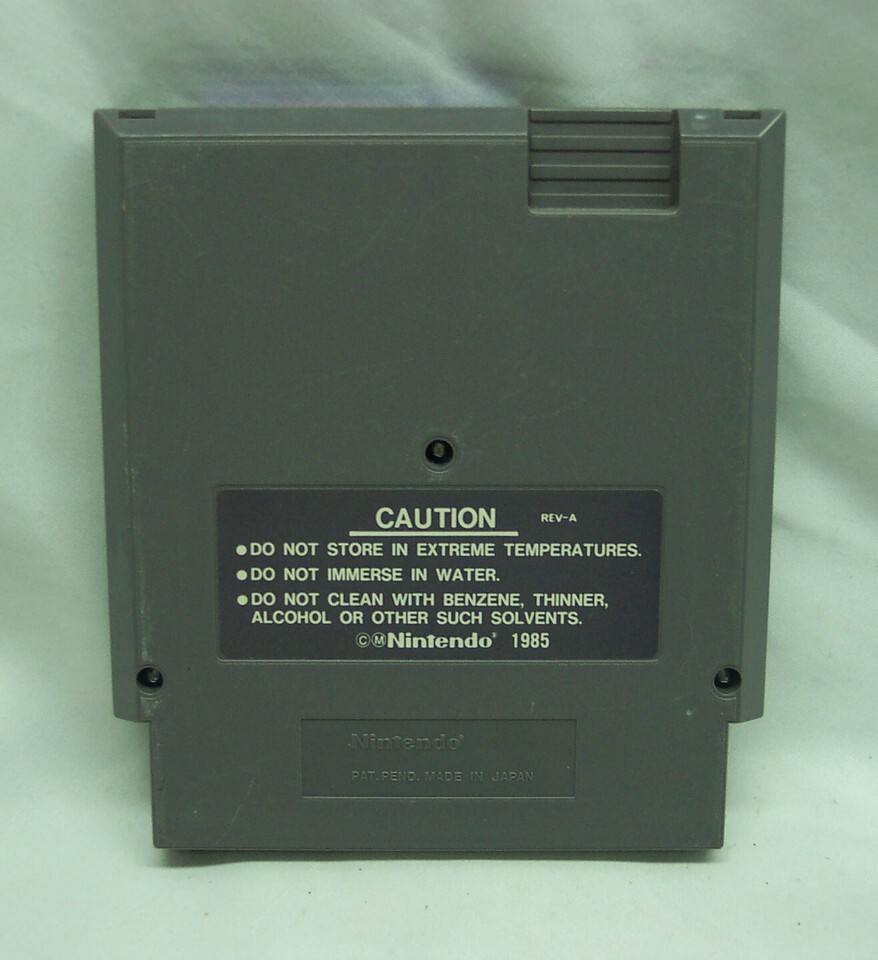 CAUTION REV-A
●DO NOT STORE IN EXTREME TEMPERATURES.
●DO NOT IMMERSE IN WATER.
●DO NOT CLEAN WITH BENZENE, THINNER,
ALCOHOL OR OTHER SUCH SOLVENTS.
©ⓂNintendo® 1985
Nintendo®
PAT. PEND. MADE IN JAPAN